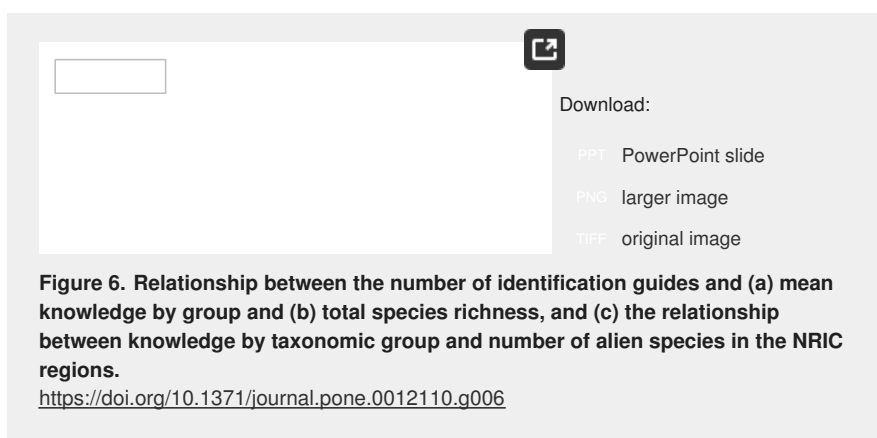 Download:
PPT PowerPoint slide
PNG larger image
TIFF original image
Figure 6. Relationship between the number of identification guides and (a) mean
knowledge by group and (b) total species richness, and (c) the relationship
between knowledge by taxonomic group and number of alien species in the NRIC
regions.
https://doi.org/10.1371/journal.pone.0012110.g006